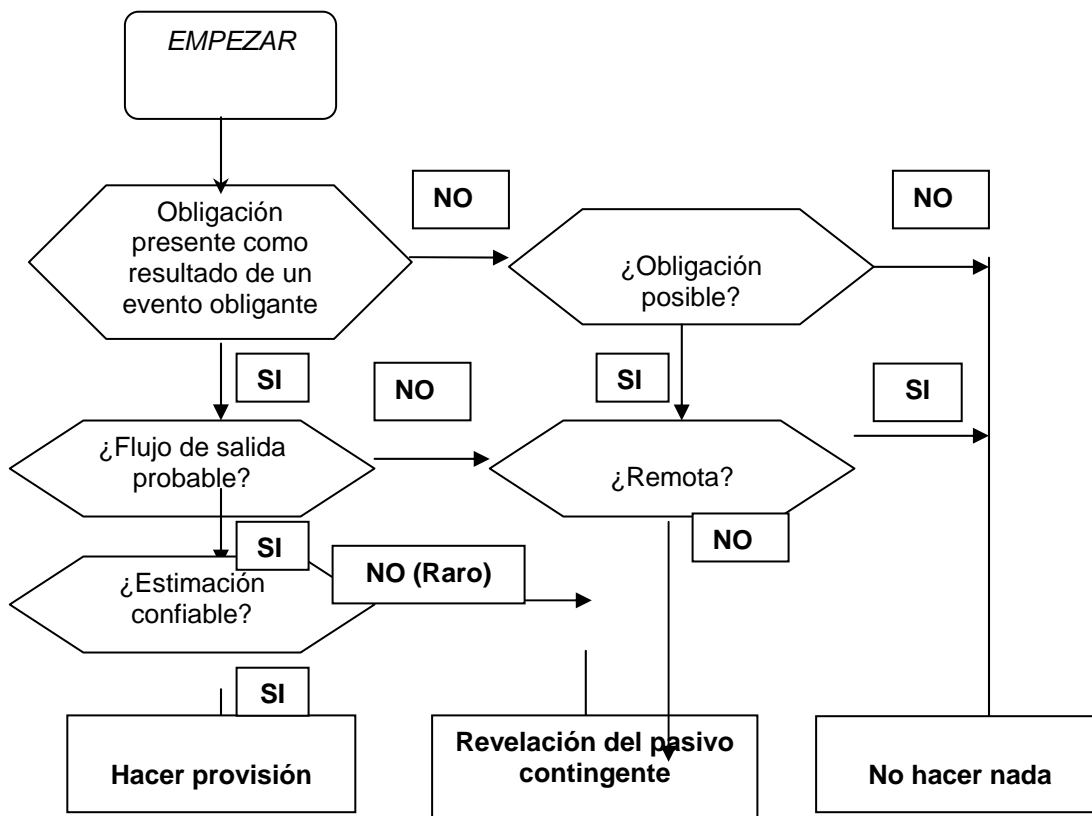 EMPEZAR
NO
NO
Obligación
presente como
resultado de un
evento obligante
¿Obligación
posible?
SI
NO
SI
SI
¿Flujo de salida
probable?
¿Remota?
SI
NO
NO (Raro)
¿Estimación
confiable?
SI
Hacer provisión
Revelación del pasivo
contingente
No hacer nada